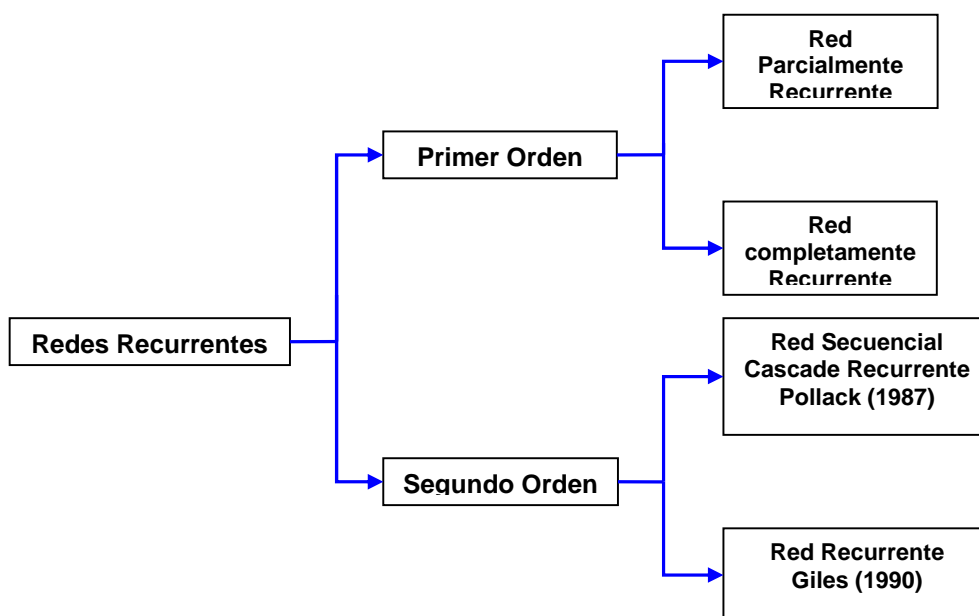 Red
Parcialmente
Recurrente
Primer Orden
Red
completamente
Recurrente
Redes Recurrentes
Red Secuencial
Cascade Recurrente
Pollack (1987)
Segundo Orden
Red Recurrente
Giles (1990)